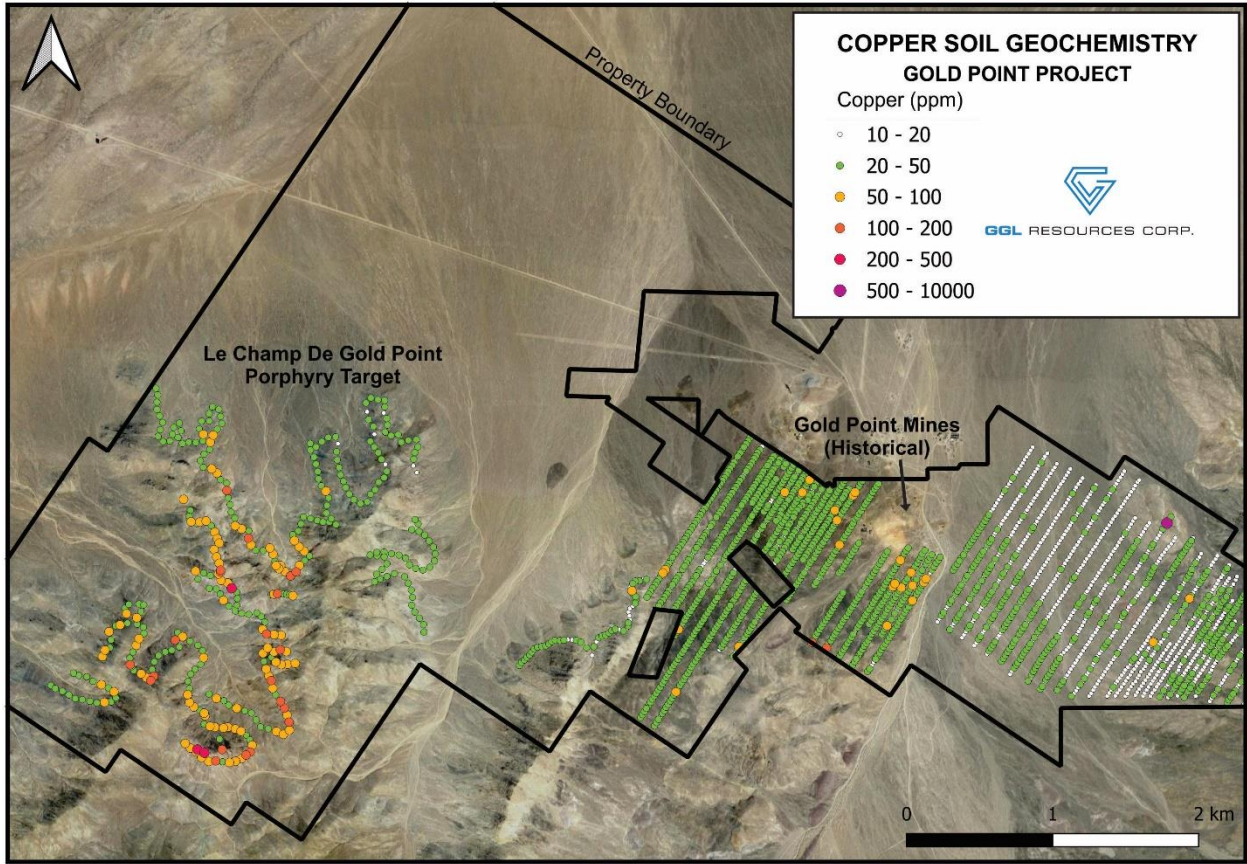 COPPER SOIL GEOCHEMISTRY
GOLD POINT PROJECT
Copper (ppm)
10 - 20
20 - 50
50 - 100
100 - 200
200 - 500
500 - 10000
GGL RESOURCES CORP.
Property Boundary
Le Champ De Gold Point
Porphyry Target
Gold Point Mines
(Historical)
0 1 2 km